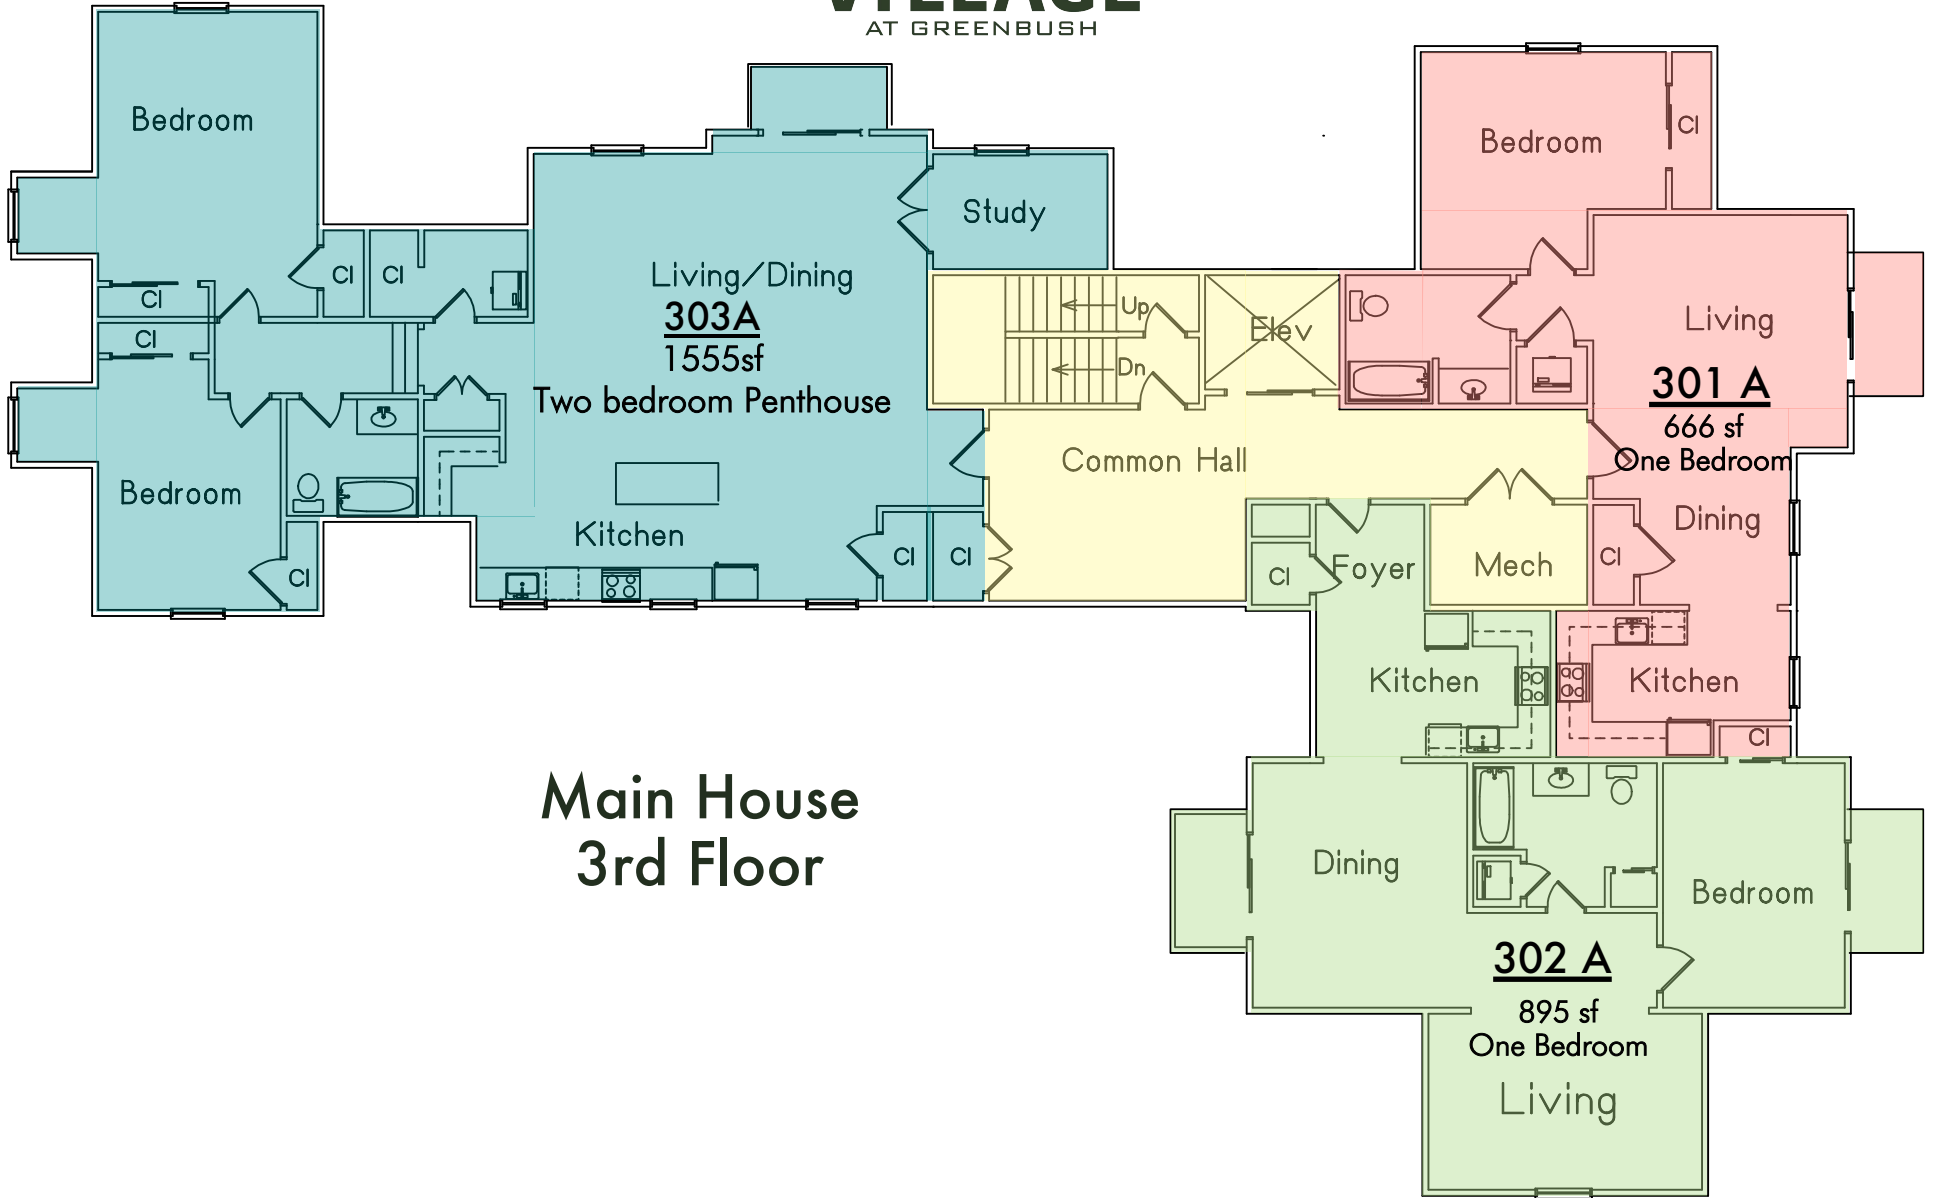 VILLAGE
AT GREENBUSH
Bedroom
Cl
Cl
Cl
Cl
Bedroom
Cl
Living/Dining
303A
1555sf
Two bedroom Penthouse
Kitchen
Cl
Cl
Study
Up
Dn
Elev
Common Hall
Mech
Bedroom
Cl
Living
301 A
666 sf
One Bedroom
Dining
Cl
Kitchen
Cl
Foyer
Cl
Kitchen
Dining
Bedroom
302 A
895 sf
One Bedroom
Living
Main House
3rd Floor